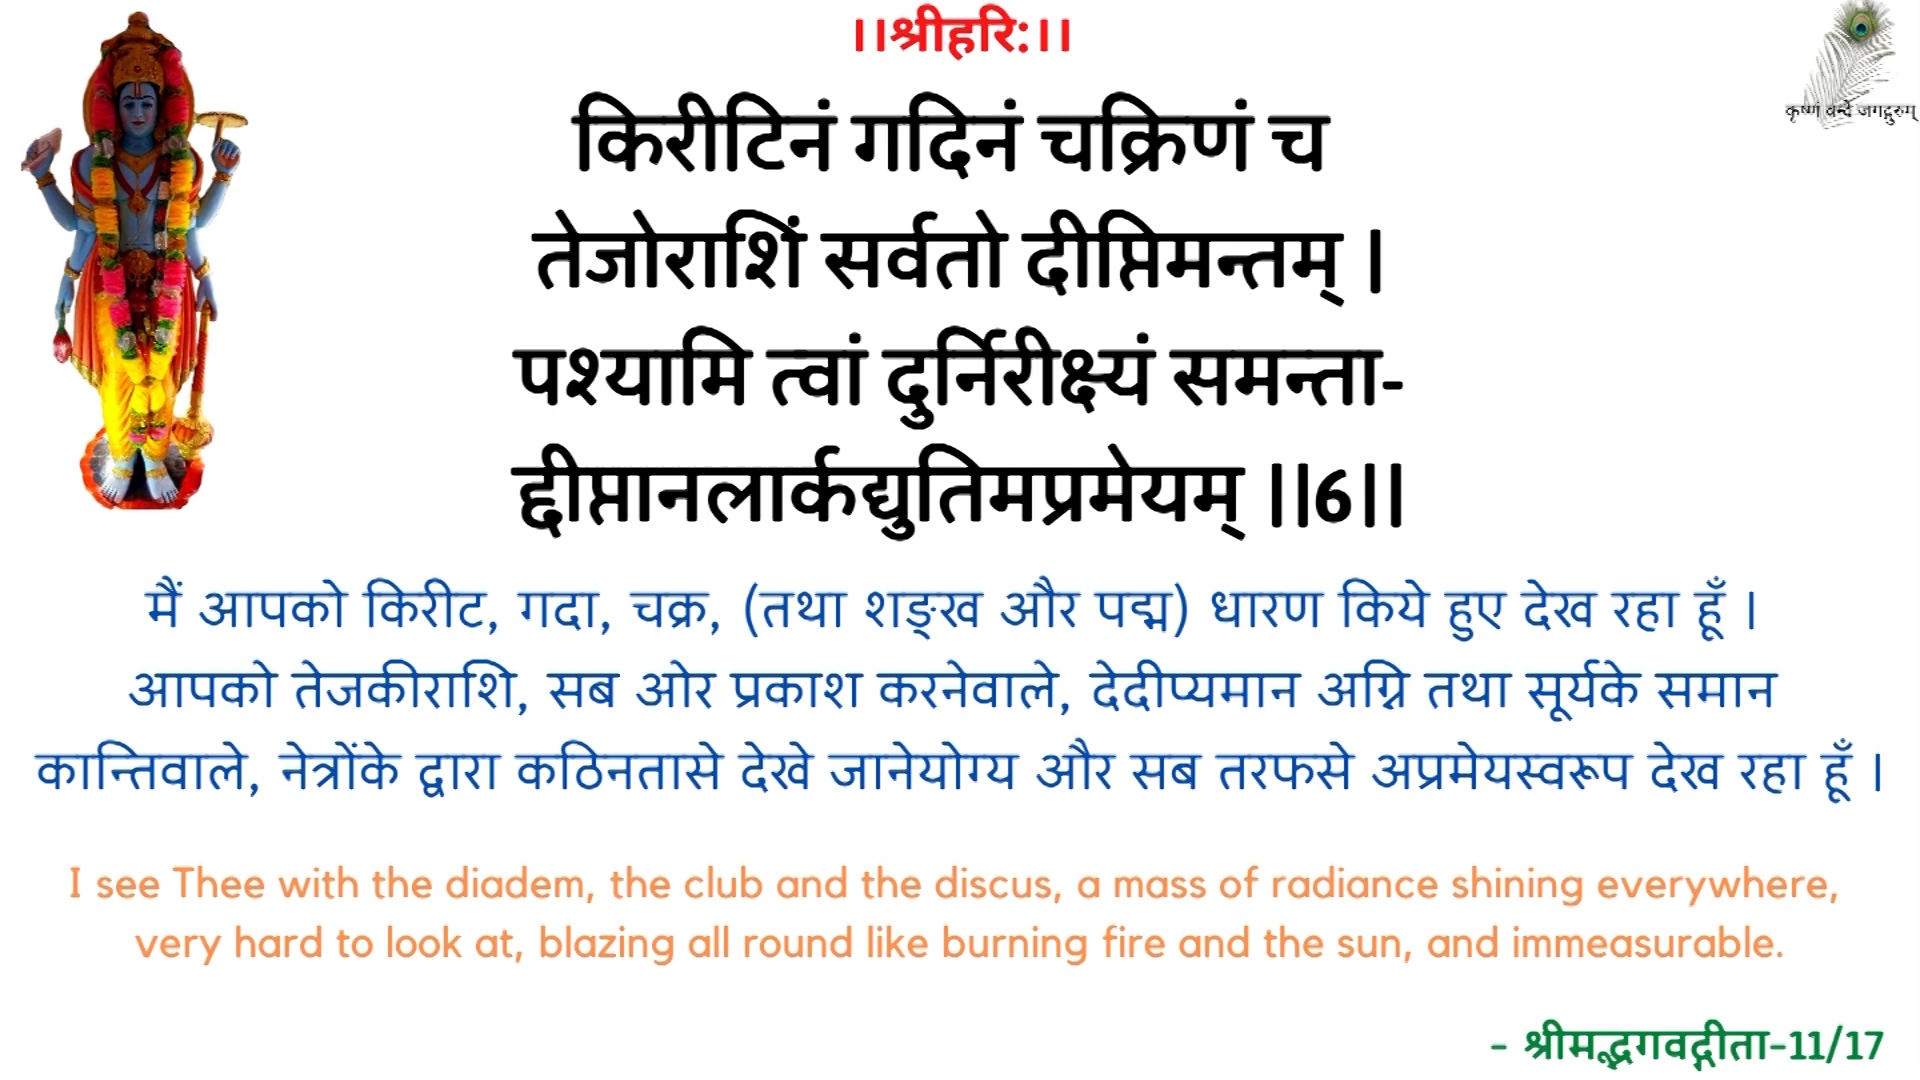 ।।श्रीहरि:।।
कृष्णं वन्दे जगद्गुरुम्
किरीटिनं गदिनं चक्रिणं च
तेजोराशिं सर्वतो दीप्तिमन्तम् |
पश्यामि त्वां दुर्निरीक्ष्यं समन्ता-
द्दीप्तानलार्कद्युतिमप्रमेयम् ||6||
मैं आपको किरीट, गदा, चक्र, (तथा शङ्ख और पद्म) धारण किये हुए देख रहा हूँ |
आपको तेजकीराशि, सब ओर प्रकाश करनेवाले, देदीप्यमान अग्नि तथा सूर्यके समान
कान्तिवाले, नेत्रोंके द्वारा कठिनतासे देखे जानेयोग्य और सब तरफसे अप्रमेयस्वरूप देख रहा हूँ |
I see Thee with the diadem, the club and the discus, a mass of radiance shining everywhere,
very hard to look at, blazing all round like burning fire and the sun, and immeasurable.
- श्रीमद्भगवद्गीता-11/17